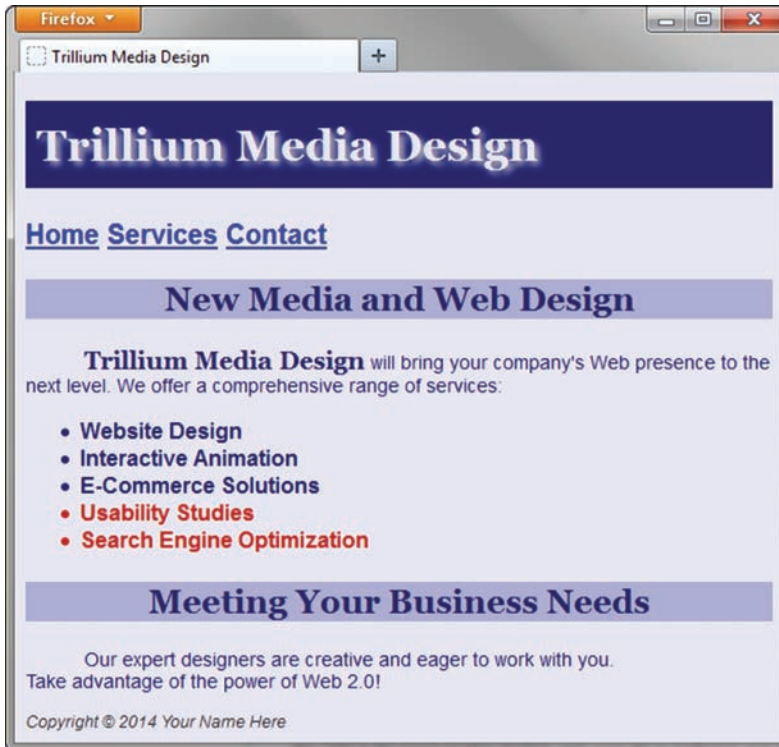 Firefox
Trillium Media Design
Trillium Media Design
Home Services Contact
New Media and Web Design
Trillium Media Design will bring your company's Web presence to the
next level. We offer a comprehensive range of services:
• Website Design
• Interactive Animation
• E-Commerce Solutions
• Usability Studies
• Search Engine Optimization
Meeting Your Business Needs
Our expert designers are creative and eager to work with you.
Take advantage of the power of Web 2.0!
Copyright © 2014 Your Name Here